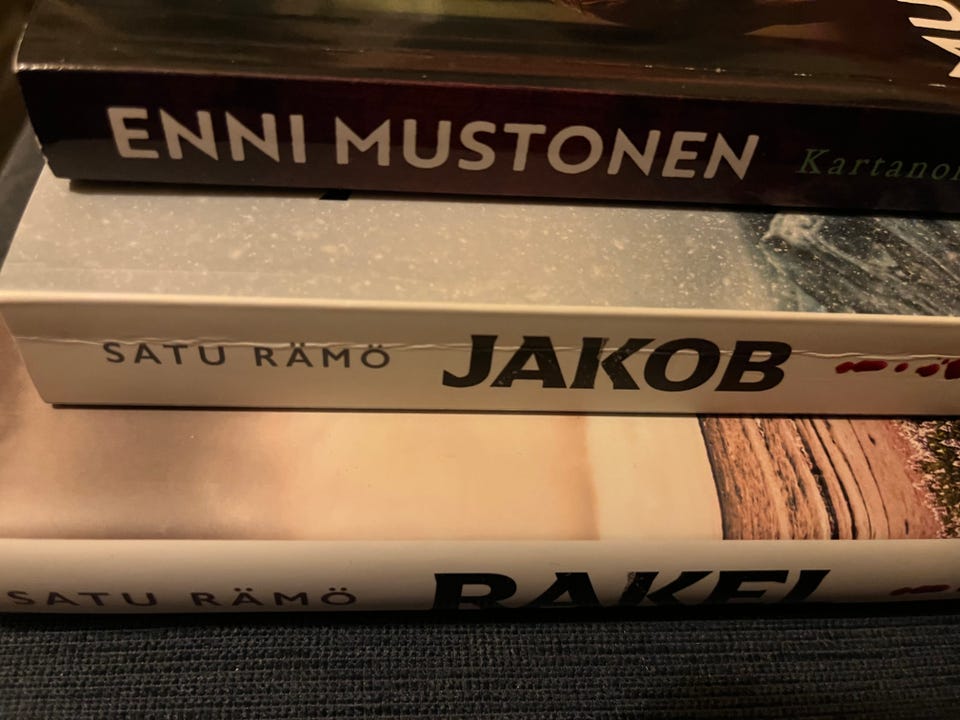 ENNI MUSTONEN
SATU RÄMÖ JAKOB
SATU RÄMÖ RAKEL